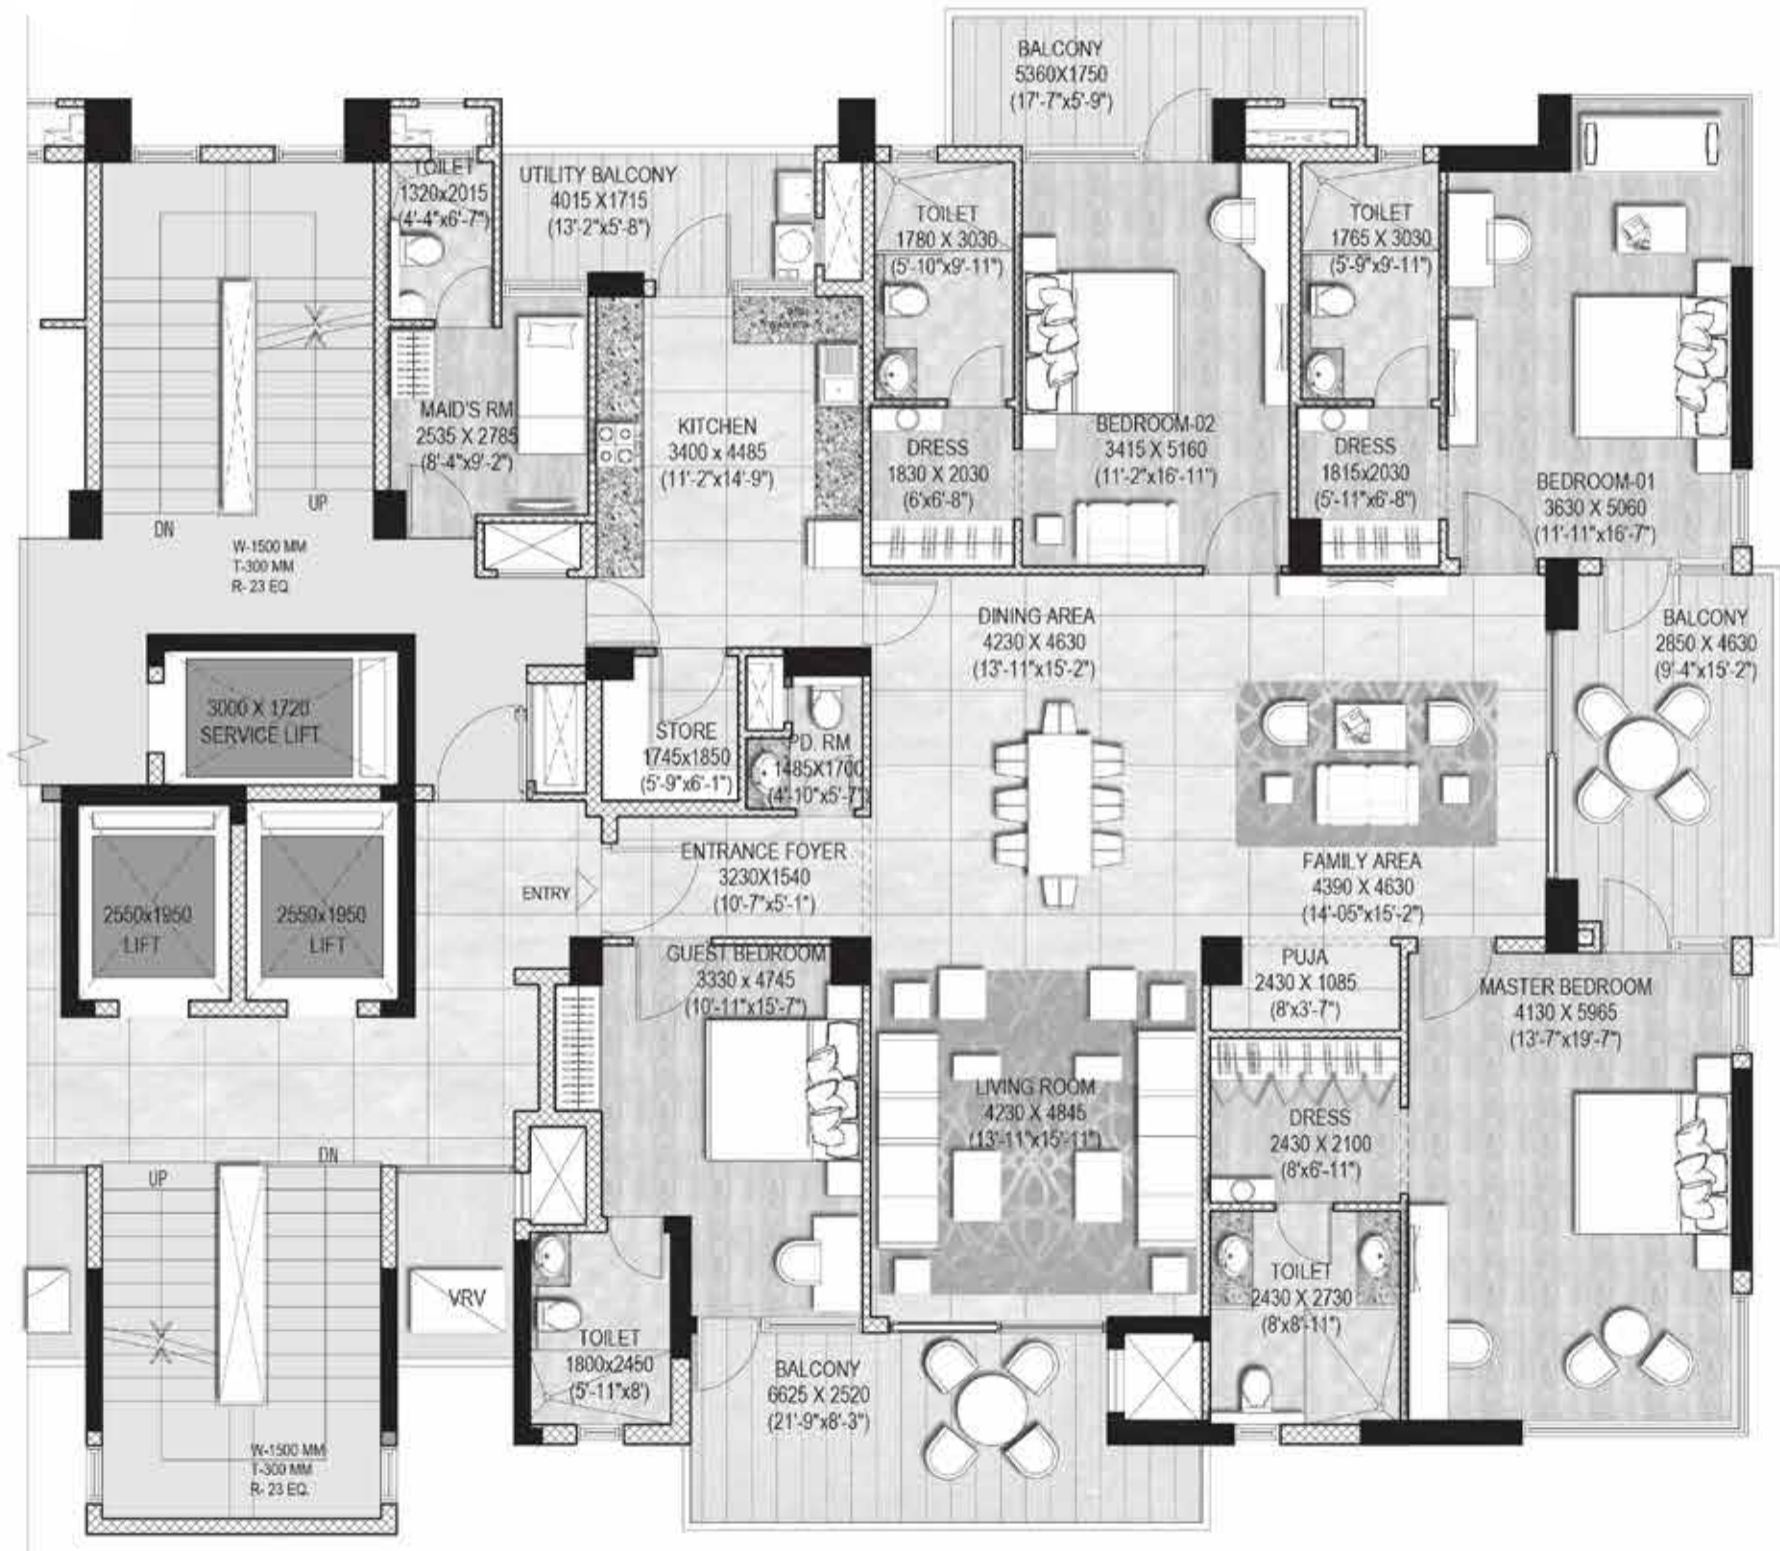 BALCONY
5360X1750
(17'-7"x5'-9")
TOILET
1320x2015
(4'-4"x6'-7")
UTILITY BALCONY
4015 X1715
(13'-2"x5'-8")
TOILET
1780 X 3030
(5'-10"x9'-11")
TOILET
1765 X 3030
(5'-9"x9'-11")
MAID'S RM
2535 X 2785
(8'-4"x9'-2")
KITCHEN
3400 x 4485
(11'-2"x14'-9")
DRESS
1830 X 2030
(6'x6'-8")
BEDROOM-02
3415 X 5160
(11'-2"x16'-11")
DRESS
1815x2030
(5'-11"x6'-8")
BEDROOM-01
3630 X 5060
(11'-11"x16'-7")
DN
UP
W-1500 MM
T-300 MM
R- 23 EQ
DINING AREA
4230 X 4630
(13'-11"x15'-2")
BALCONY
2850 X 4630
(9'-4"x15'-2")
3000 X 1720
SERVICE LIFT
STORE
1745x1850
(5'-9"x6'-1")
PD. RM
1485X1700
(4'-10"x5'-7")
ENTRANCE FOYER
3230X1540
(10'-7"x5'-1")
ENTRY
FAMILY AREA
4390 X 4630
(14'-05"x15'-2")
2550x1950
LIFT
2550x1950
LIFT
GUEST BEDROOM
3330 x 4745
(10'-11"x15'-7")
PUJA
2430 X 1085
(8'x3'-7")
MASTER BEDROOM
4130 X 5965
(13'-7"x19'-7")
LIVING ROOM
4230 X 4845
(13'-11"x15'-11")
DRESS
2430 X 2100
(8'x6'-11")
UP
DN
VRV
TOILET
2430 X 2730
(8'x8'-11")
TOILET
1800x2450
(5'-11"x8')
BALCONY
6625 X 2520
(21'-9"x8'-3")
W-1500 MM
T-300 MM
R- 23 EQ.